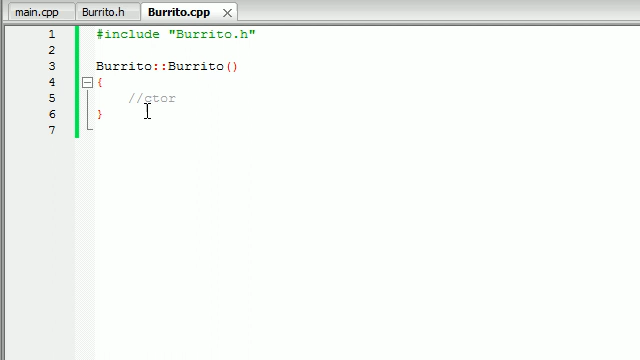 main.cpp Burrito.h Burrito.cpp
1 #include "Burrito.h"
2
3 Burrito::Burrito()
4 {
5 //ctor
6 }
7